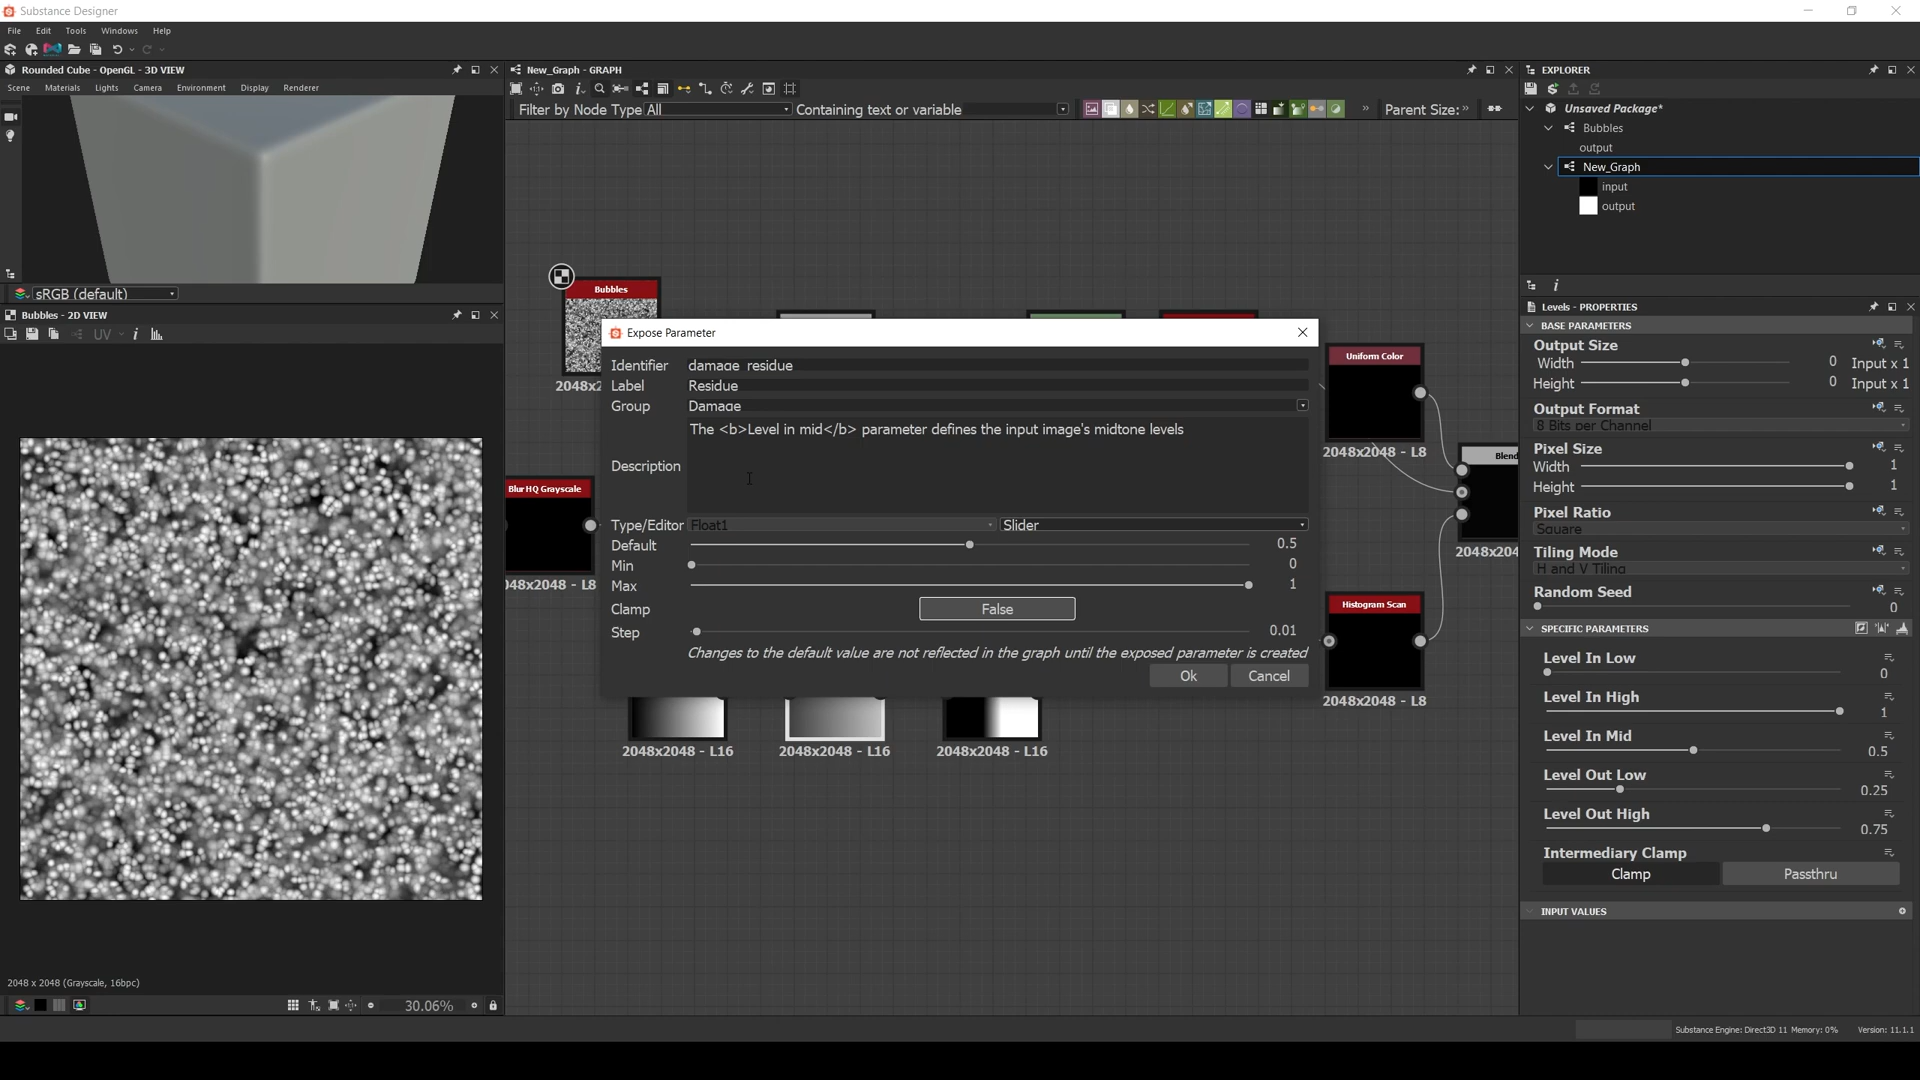 Substance Designer
File Edit Tools Windows Help
Rounded Cube - OpenGL - 3D VIEW
Scene Materials Lights Camera Environment Display Renderer
sRGB (default)
Bubbles - 2D VIEW
UV
2048 x 2048 (Grayscale, 16bpc)
30.06%
New_Graph - GRAPH
Filter by Node Type All Containing text or variable
Parent Size:
Bubbles
Blur HQ Grayscale
Uniform Color
2048x2048 - L8
Blend
Histogram Scan
2048x2048 - L8
2048x2048 - L16
2048x2048 - L16
2048x2048 - L16
Expose Parameter
Identifier damage_residue
Label Residue
Group Damage
Description The <b>Level in mid</b> parameter defines the input image's midtone levels
Type/Editor Float1 Slider
Default 0.5
Min 0
Max 1
Clamp False
Step 0.01
Changes to the default value are not reflected in the graph until the exposed parameter is created
Ok Cancel
EXPLORER
Unsaved Package*
Bubbles
output
New_Graph
input
output
Levels - PROPERTIES
BASE PARAMETERS
Output Size
Width 0 Input x 1
Height 0 Input x 1
Output Format
8 Bits per Channel
Pixel Size
Width 1
Height 1
Pixel Ratio
Square
Tiling Mode
H and V Tiling
Random Seed
0
SPECIFIC PARAMETERS
Level In Low
0
Level In High
1
Level In Mid
0.5
Level Out Low
0.25
Level Out High
0.75
Intermediary Clamp
Clamp Passthru
INPUT VALUES
Substance Engine: Direct3D 11 Memory: 0% Version: 11.1.1